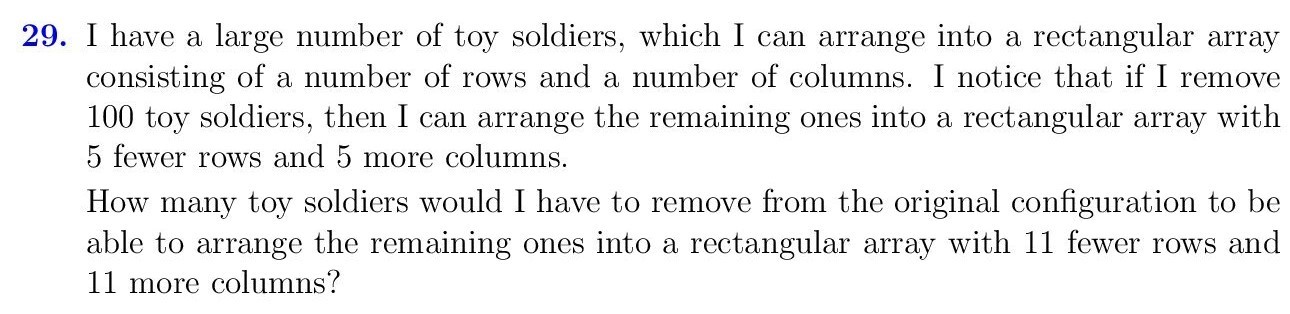 29. I have a large number of toy soldiers, which I can arrange into a rectangular array
consisting of a number of rows and a number of columns. I notice that if I remove
100 toy soldiers, then I can arrange the remaining ones into a rectangular array with
5 fewer rows and 5 more columns.
How many toy soldiers would I have to remove from the original configuration to be
able to arrange the remaining ones into a rectangular array with 11 fewer rows and
11 more columns?